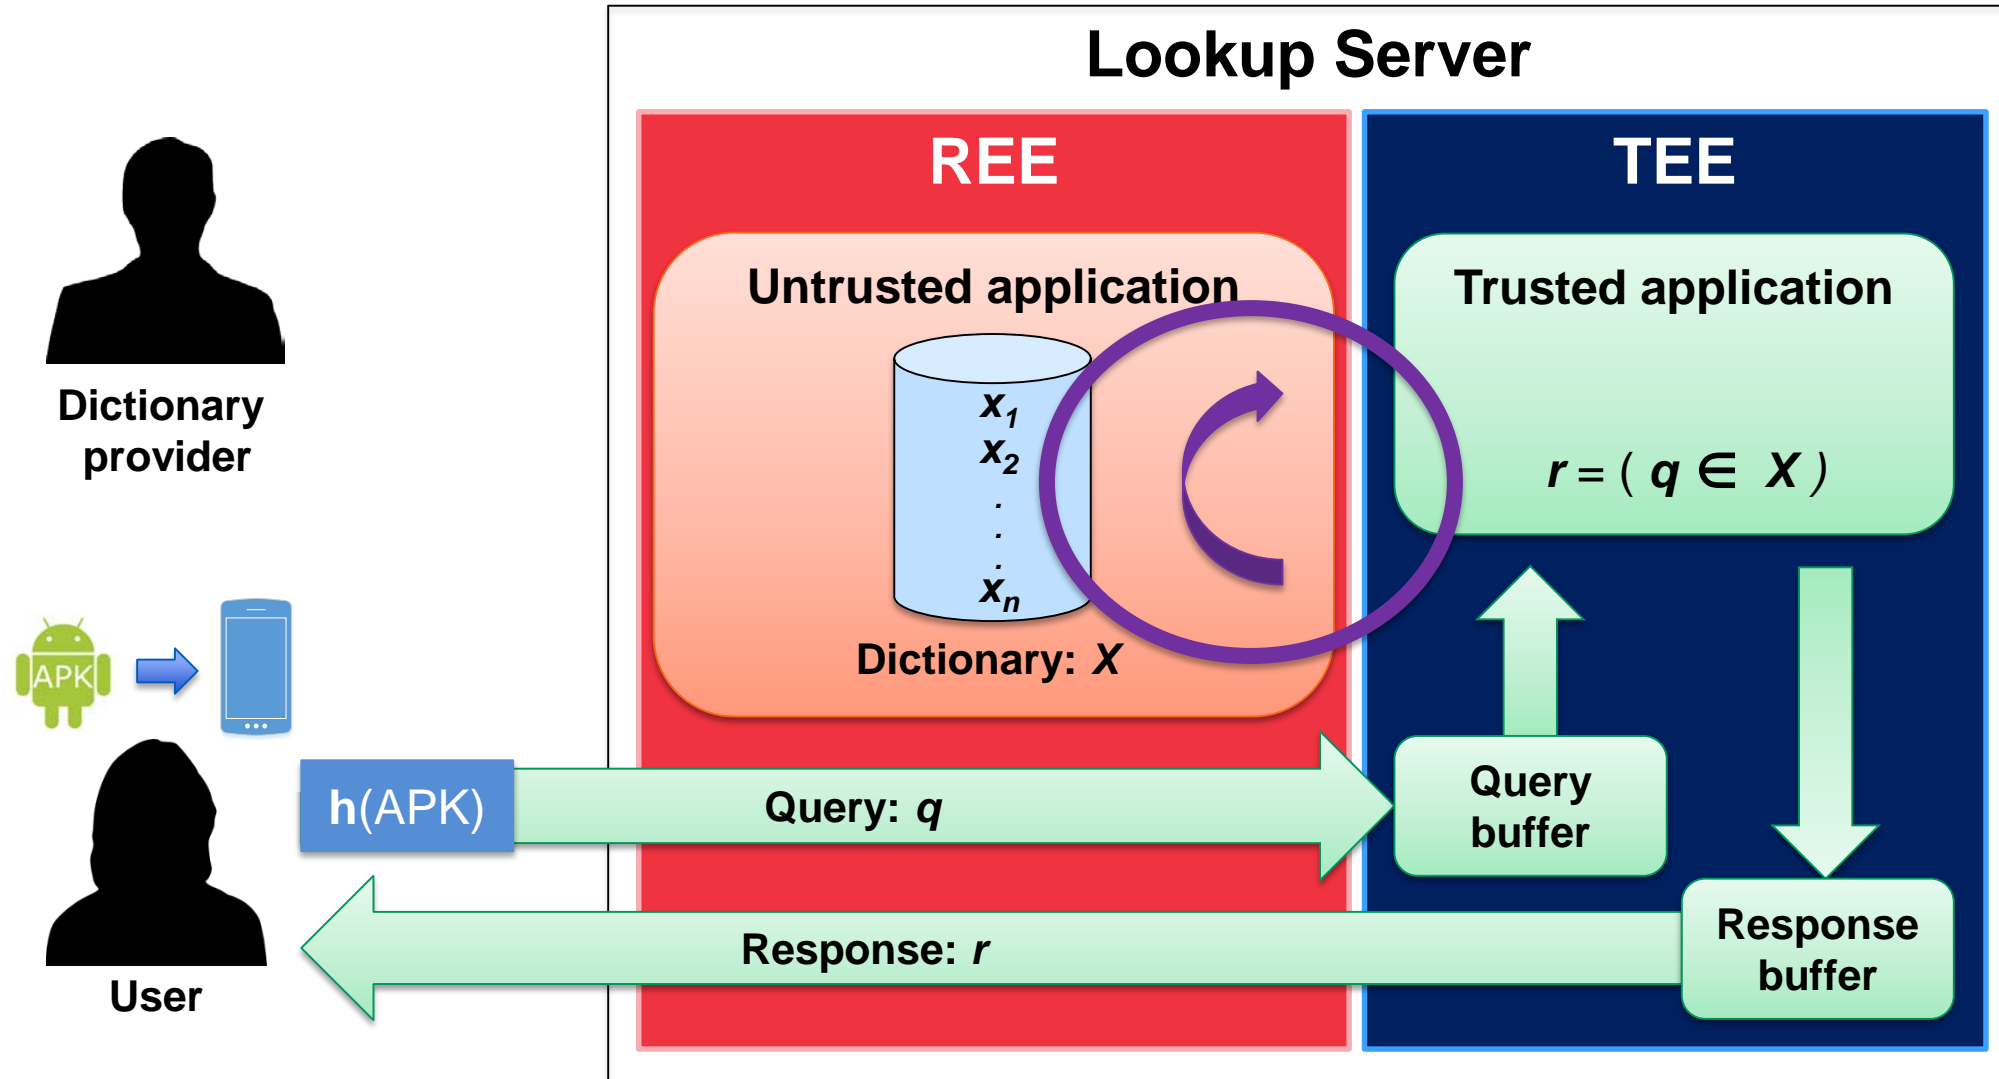 Lookup Server
REE
TEE
Untrusted application
Trusted application
x1
x2
.
.
.
xn
Dictionary: X
r = ( q ∈ X )
Dictionary
provider
APK
h(APK)
Query: q
Query
buffer
Response: r
Response
buffer
User